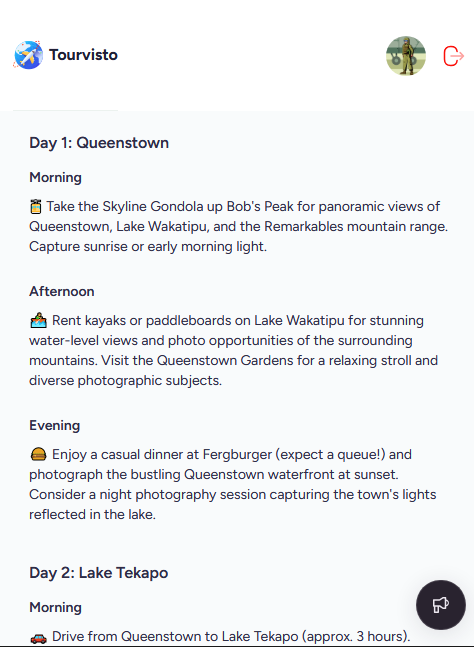 Tourvisto
Day 1: Queenstown
Morning
🚡 Take the Skyline Gondola up Bob's Peak for panoramic views of
Queenstown, Lake Wakatipu, and the Remarkables mountain range.
Capture sunrise or early morning light.
Afternoon
🚣 Rent kayaks or paddleboards on Lake Wakatipu for stunning
water-level views and photo opportunities of the surrounding
mountains. Visit the Queenstown Gardens for a relaxing stroll and
diverse photographic subjects.
Evening
🍔 Enjoy a casual dinner at Fergburger (expect a queue!) and
photograph the bustling Queenstown waterfront at sunset.
Consider a night photography session capturing the town's lights
reflected in the lake.
Day 2: Lake Tekapo
Morning
🚗 Drive from Queenstown to Lake Tekapo (approx. 3 hours).